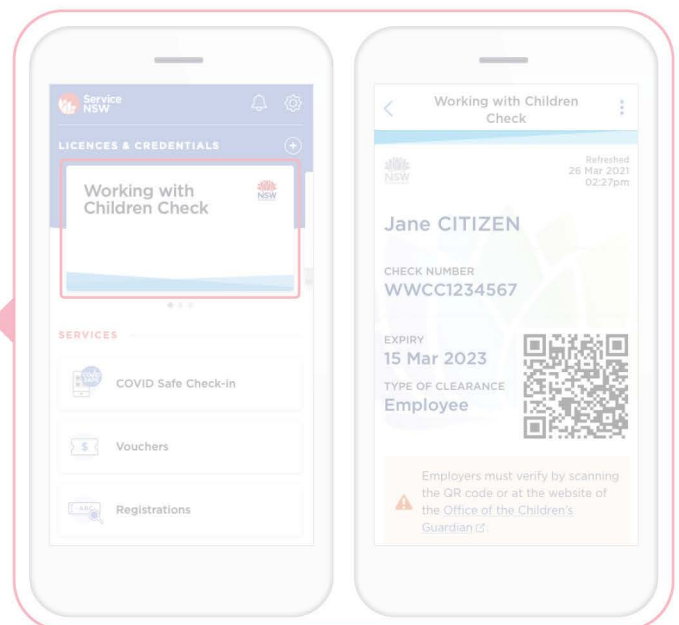 Service
NSW
LICENCES & CREDENTIALS
Working with
Children Check
NSW
SERVICES
COVID Safe Check-in
$ Vouchers
ABC Registrations
Working with Children
Check
NSW
Refreshed
26 Mar 2021
02:27pm
Jane CITIZEN
CHECK NUMBER
WWCC1234567
EXPIRY
15 Mar 2023
TYPE OF CLEARANCE
Employee
Employers must verify by scanning
the QR code or at the website of
the Office of the Children's
Guardian